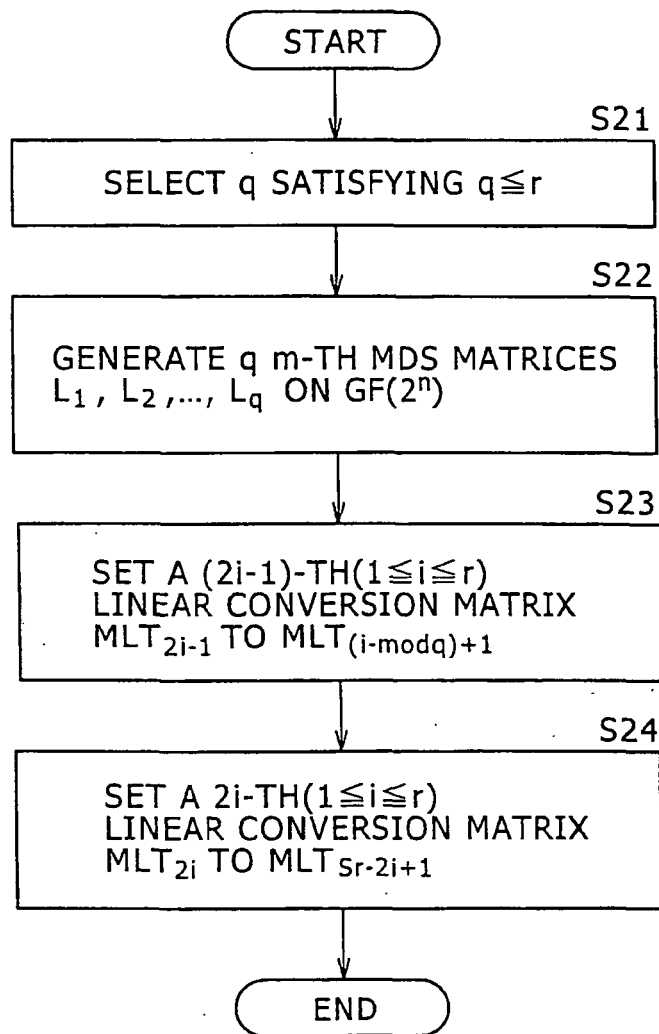 START
S21
SELECT q SATISFYING q≦r
S22
GENERATE q m-TH MDS MATRICES
L₁, L₂,..., L_q ON GF(2ⁿ)
S23
SET A (2i-1)-TH(1≦i≦r)
LINEAR CONVERSION MATRIX
MLT₂ᵢ₋₁ TO MLT₍ᵢ₋modq₎₊₁
S24
SET A 2i-TH(1≦i≦r)
LINEAR CONVERSION MATRIX
MLT₂ᵢ TO MLT_Sr-2i+1
END